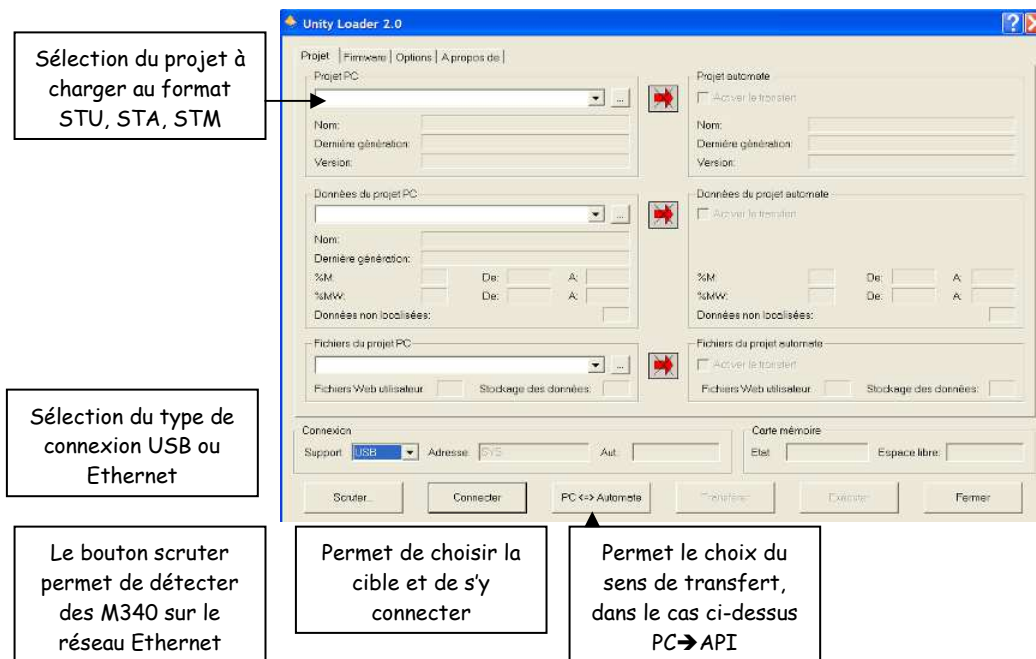 Unity Loader 2.0
Sélection du projet à
charger au format
STU, STA, STM
Projet Firmware Options A propos de
Projet PC
Projet automate
...
Activer le transfert
Nom:
Nom:
Dernière génération:
Dernière génération:
Version:
Version:
Données du projet PC
Données du projet automate
...
Activer le transfert
Nom:
Dernière génération:
%M: De: A:
%M: De: A:
%MW: De: A:
%MW: De: A:
Données non localisées:
Données non localisées:
Fichiers du projet PC
Fichiers du projet automate
...
Activer le transfert
Fichiers Web utilisateur Stockage des données:
Fichiers Web utilisateur Stockage des données:
Sélection du type de
connexion USB ou
Ethernet
Connexion
Support USB Adresse: SYS Aut.:
Carte mémoire
Etat Espace libre:
Scruter... Connecter PC <=> Automate Transférer Exécuter Fermer
Le bouton scruter
permet de détecter
des M340 sur le
réseau Ethernet
Permet de choisir la
cible et de s'y
connecter
Permet le choix du
sens de transfert,
dans le cas ci-dessus
PC➔API